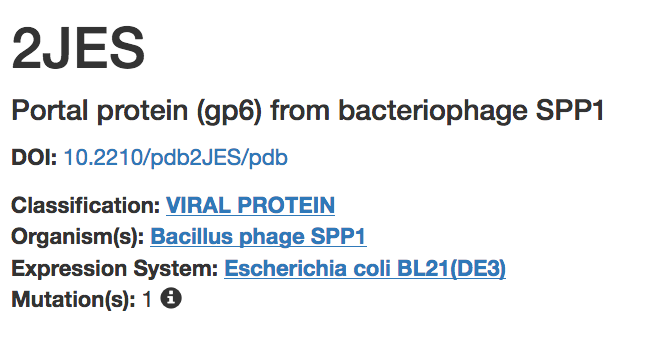 2JES
Portal protein (gp6) from bacteriophage SPP1
DOI: 10.2210/pdb2JES/pdb
Classification: VIRAL PROTEIN
Organism(s): Bacillus phage SPP1
Expression System: Escherichia coli BL21(DE3)
Mutation(s): 1 i